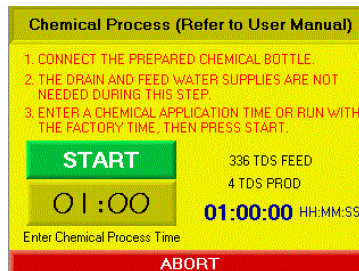 Chemical Process (Refer to User Manual)
1. CONNECT THE PREPARED CHEMICAL BOTTLE.
2. THE DRAIN AND FEED WATER SUPPLIES ARE NOT
NEEDED DURING THIS STEP.
3. ENTER A CHEMICAL APPLICATION TIME OR RUN WITH
THE FACTORY TIME, THEN PRESS START.
START
336 TDS FEED
4 TDS PROD
01:00
01:00:00 HH:MM:SS
Enter Chemical Process Time
ABORT